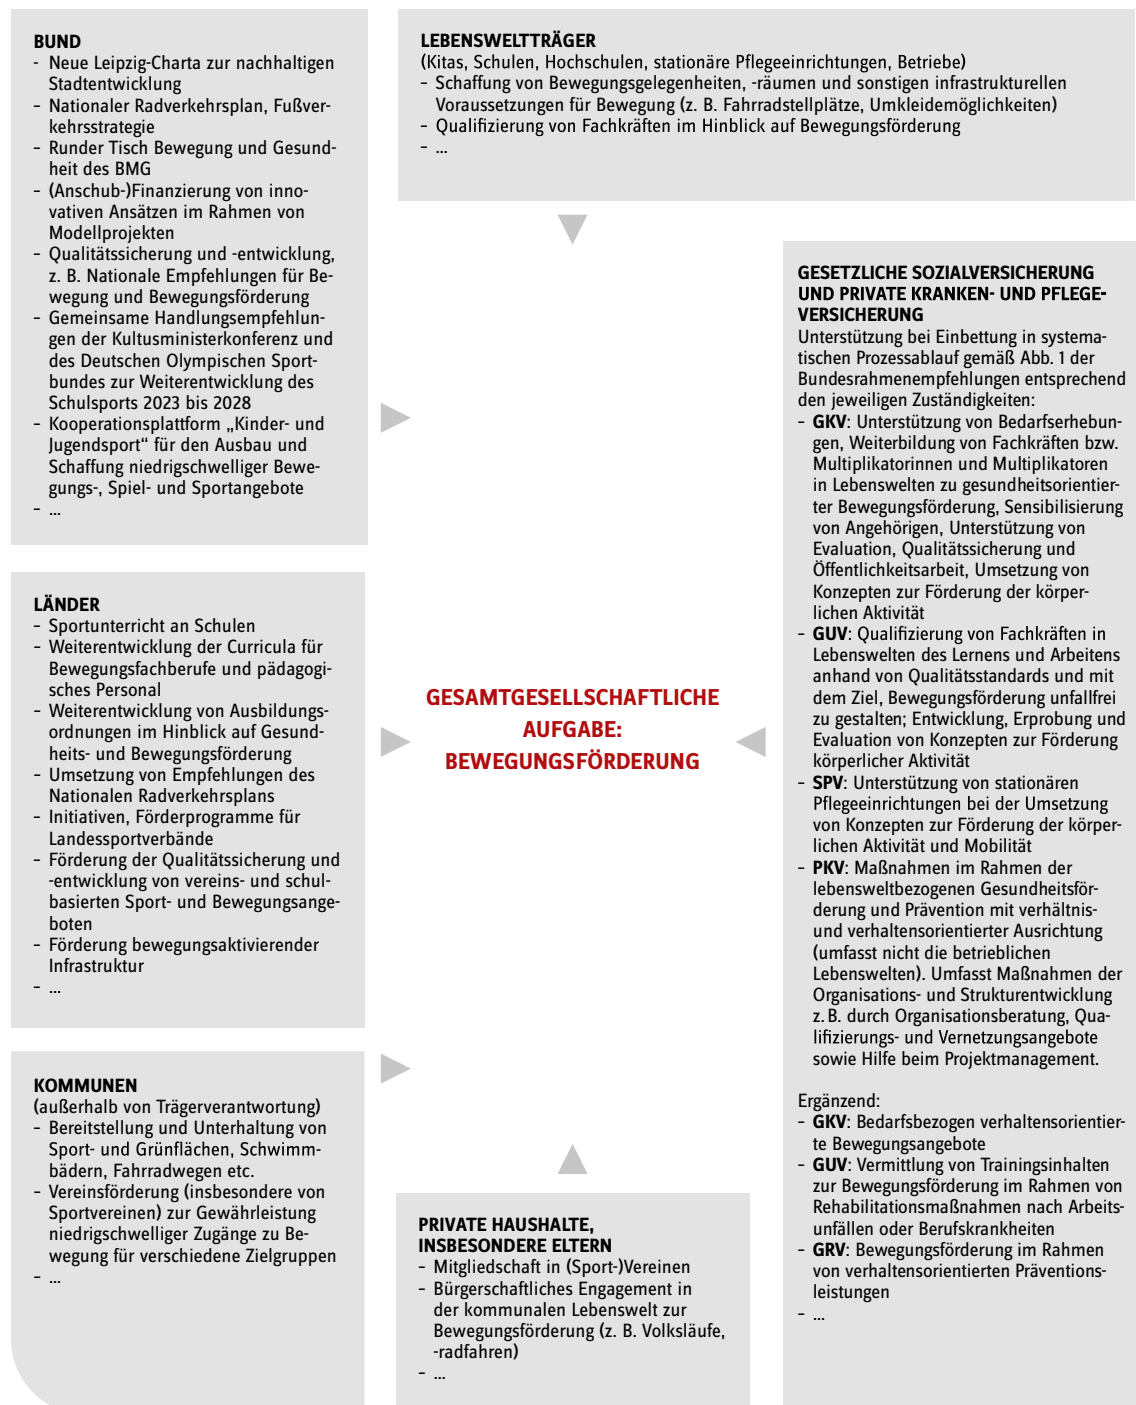 BUND
- Neue Leipzig-Charta zur nachhaltigen
Stadtentwicklung
– Nationaler Radverkehrsplan, Fußver-
kehrsstrategie
– Runder Tisch Bewegung und Gesund-
heit des BMG
– (Anschub-)Finanzierung von inno-
vativen Ansätzen im Rahmen von
Modellprojekten
– Qualitätssicherung und -entwicklung,
z. B. Nationale Empfehlungen für Be-
wegung und Bewegungsförderung
– Gemeinsame Handlungsempfehlun-
gen der Kultusministerkonferenz und
des Deutschen Olympischen Sport-
bundes zur Weiterentwicklung des
Schulsports 2023 bis 2028
– Kooperationsplattform „Kinder- und
Jugendsport“ für den Ausbau und
Schaffung niedrigschwelliger Bewe-
gungs-, Spiel- und Sportangebote
– ...
LÄNDER
– Sportunterricht an Schulen
– Weiterentwicklung der Curricula für
Bewegungsfachberufe und pädagogi-
sches Personal
– Weiterentwicklung von Ausbildungs-
ordnungen im Hinblick auf Gesund-
heits- und Bewegungsförderung
– Umsetzung von Empfehlungen des
Nationalen Radverkehrsplans
– Initiativen, Förderprogramme für
Landessportverbände
– Förderung der Qualitätssicherung und
-entwicklung von vereins- und schul-
basierten Sport- und Bewegungsange-
boten
– Förderung bewegungsaktivierender
Infrastruktur
– ...
KOMMUNEN
(außerhalb von Trägerverantwortung)
– Bereitstellung und Unterhaltung von
Sport- und Grünflächen, Schwimm-
bädern, Fahrradwegen etc.
– Vereinsförderung (insbesondere von
Sportvereinen) zur Gewährleistung
niedrigschwelliger Zugänge zu Be-
wegung für verschiedene Zielgruppen
– ...
LEBENSWELTTRÄGER
(Kitas, Schulen, Hochschulen, stationäre Pflegeeinrichtungen, Betriebe)
– Schaffung von Bewegungsgelegenheiten, -räumen und sonstigen infrastrukturellen
Voraussetzungen für Bewegung (z. B. Fahrradstellplätze, Umkleidemöglichkeiten)
– Qualifizierung von Fachkräften im Hinblick auf Bewegungsförderung
– ...
GESAMTGESELLSCHAFTLICHE
AUFGABE:
BEWEGUNGSFÖRDERUNG
PRIVATE HAUSHALTE,
INSBESONDERE ELTERN
– Mitgliedschaft in (Sport-)Vereinen
– Bürgerschaftliches Engagement in
der kommunalen Lebenswelt zur
Bewegungsförderung (z. B. Volksläufe,
-radfahren)
– ...
GESETZLICHE SOZIALVERSICHERUNG
UND PRIVATE KRANKEN- UND PFLEGE-
VERSICHERUNG
Unterstützung bei Einbettung in systema-
tischen Prozessablauf gemäß Abb. 1 der
Bundesrahmenempfehlungen entsprechend
den jeweiligen Zuständigkeiten:
– GKV: Unterstützung von Bedarfserhebun-
gen, Weiterbildung von Fachkräften bzw.
Multiplikatorinnen und Multiplikatoren
in Lebenswelten zu gesundheitsorientier-
ter Bewegungsförderung, Sensibilisierung
von Angehörigen, Unterstützung von
Evaluation, Qualitätssicherung und
Öffentlichkeitsarbeit, Umsetzung von
Konzepten zur Förderung der körper-
lichen Aktivität
– GUV: Qualifizierung von Fachkräften in
Lebenswelten des Lernens und Arbeitens
anhand von Qualitätsstandards und mit
dem Ziel, Bewegungsförderung unfallfrei
zu gestalten; Entwicklung, Erprobung und
Evaluation von Konzepten zur Förderung
körperlicher Aktivität
– SPV: Unterstützung von stationären
Pflegeeinrichtungen bei der Umsetzung
von Konzepten zur Förderung der körper-
lichen Aktivität und Mobilität
– PKV: Maßnahmen im Rahmen der
lebensweltbezogenen Gesundheitsför-
derung und Prävention mit verhältnis-
und verhaltensorientierter Ausrichtung
(umfasst nicht die betrieblichen
Lebenswelten). Umfasst Maßnahmen der
Organisations- und Strukturentwicklung
z. B. durch Organisationsberatung, Qua-
lifizierungs- und Vernetzungsangebote
sowie Hilfe beim Projektmanagement.
Ergänzend:
– GKV: Bedarfsbezogen verhaltensorientier-
te Bewegungsangebote
– GUV: Vermittlung von Trainingsinhalten
zur Bewegungsförderung im Rahmen von
Rehabilitationsmaßnahmen nach Arbeits-
unfällen oder Berufskrankheiten
– GRV: Bewegungsförderung im Rahmen
von verhaltensorientierten Präventions-
leistungen
– ...